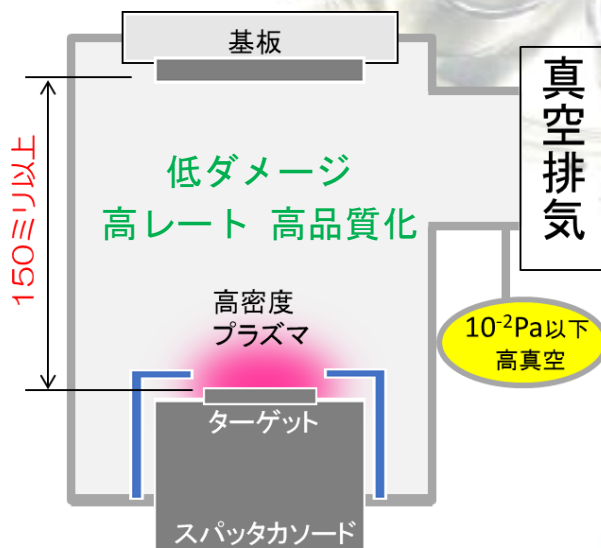 基板
真空排気
150ミリ以上
低ダメージ
高レート 高品質化
高密度
プラズマ
10⁻²Pa以下
高真空
ターゲット
スパッタカソード